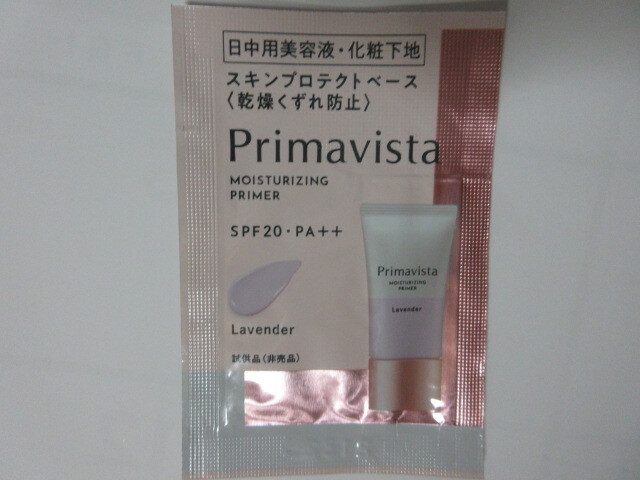 日中用美容液・化粧下地
スキンプロテクトベース
〈乾燥くずれ防止〉
Primavista
MOISTURIZING
PRIMER
SPF20・PA++
Lavender
試供品(非売品)
Primavista
MOISTURIZING
PRIMER
Lavender